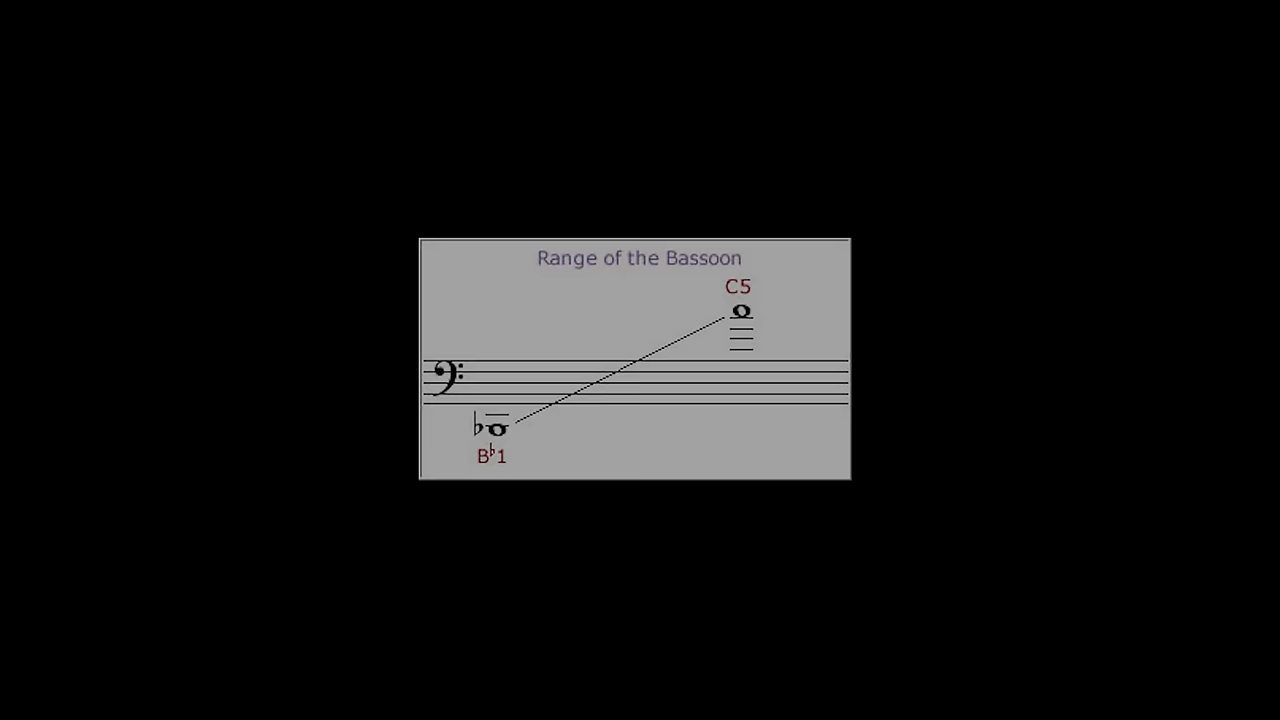 Range of the Bassoon
C5
B♭1